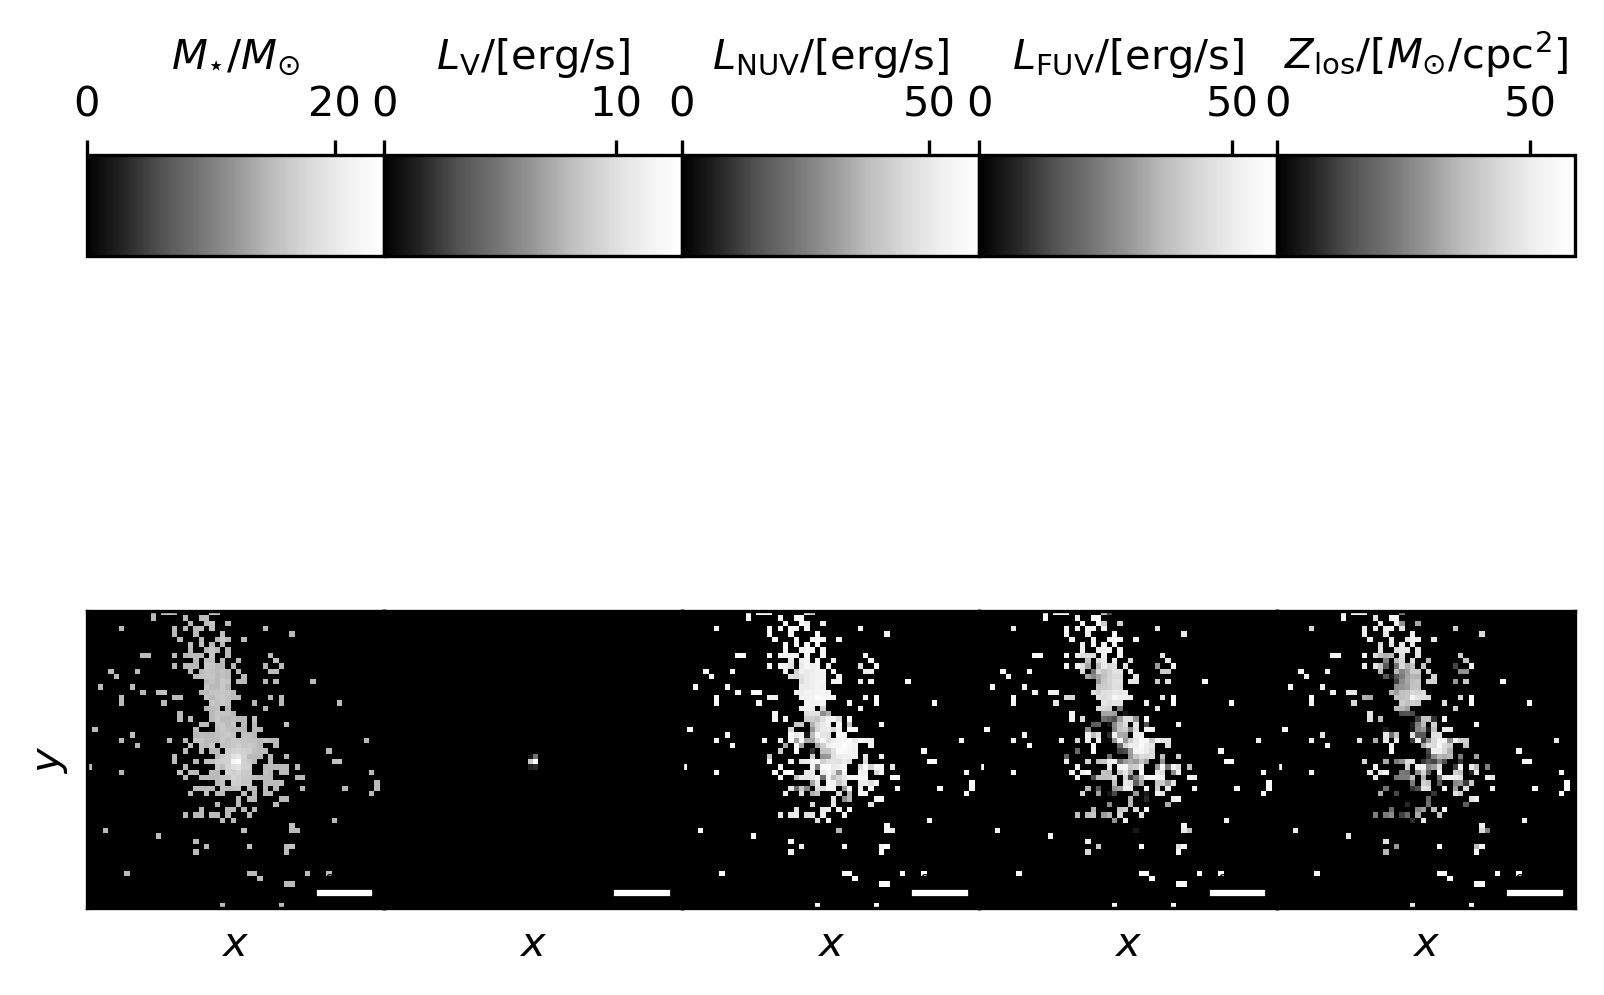 M⋆/M⊙ L_V/[erg/s] L_NUV/[erg/s] L_FUV/[erg/s] Z_los/[M⊙/cpc²]
0 20 0 10 0 50 0 50 0 50
y
x x x x x